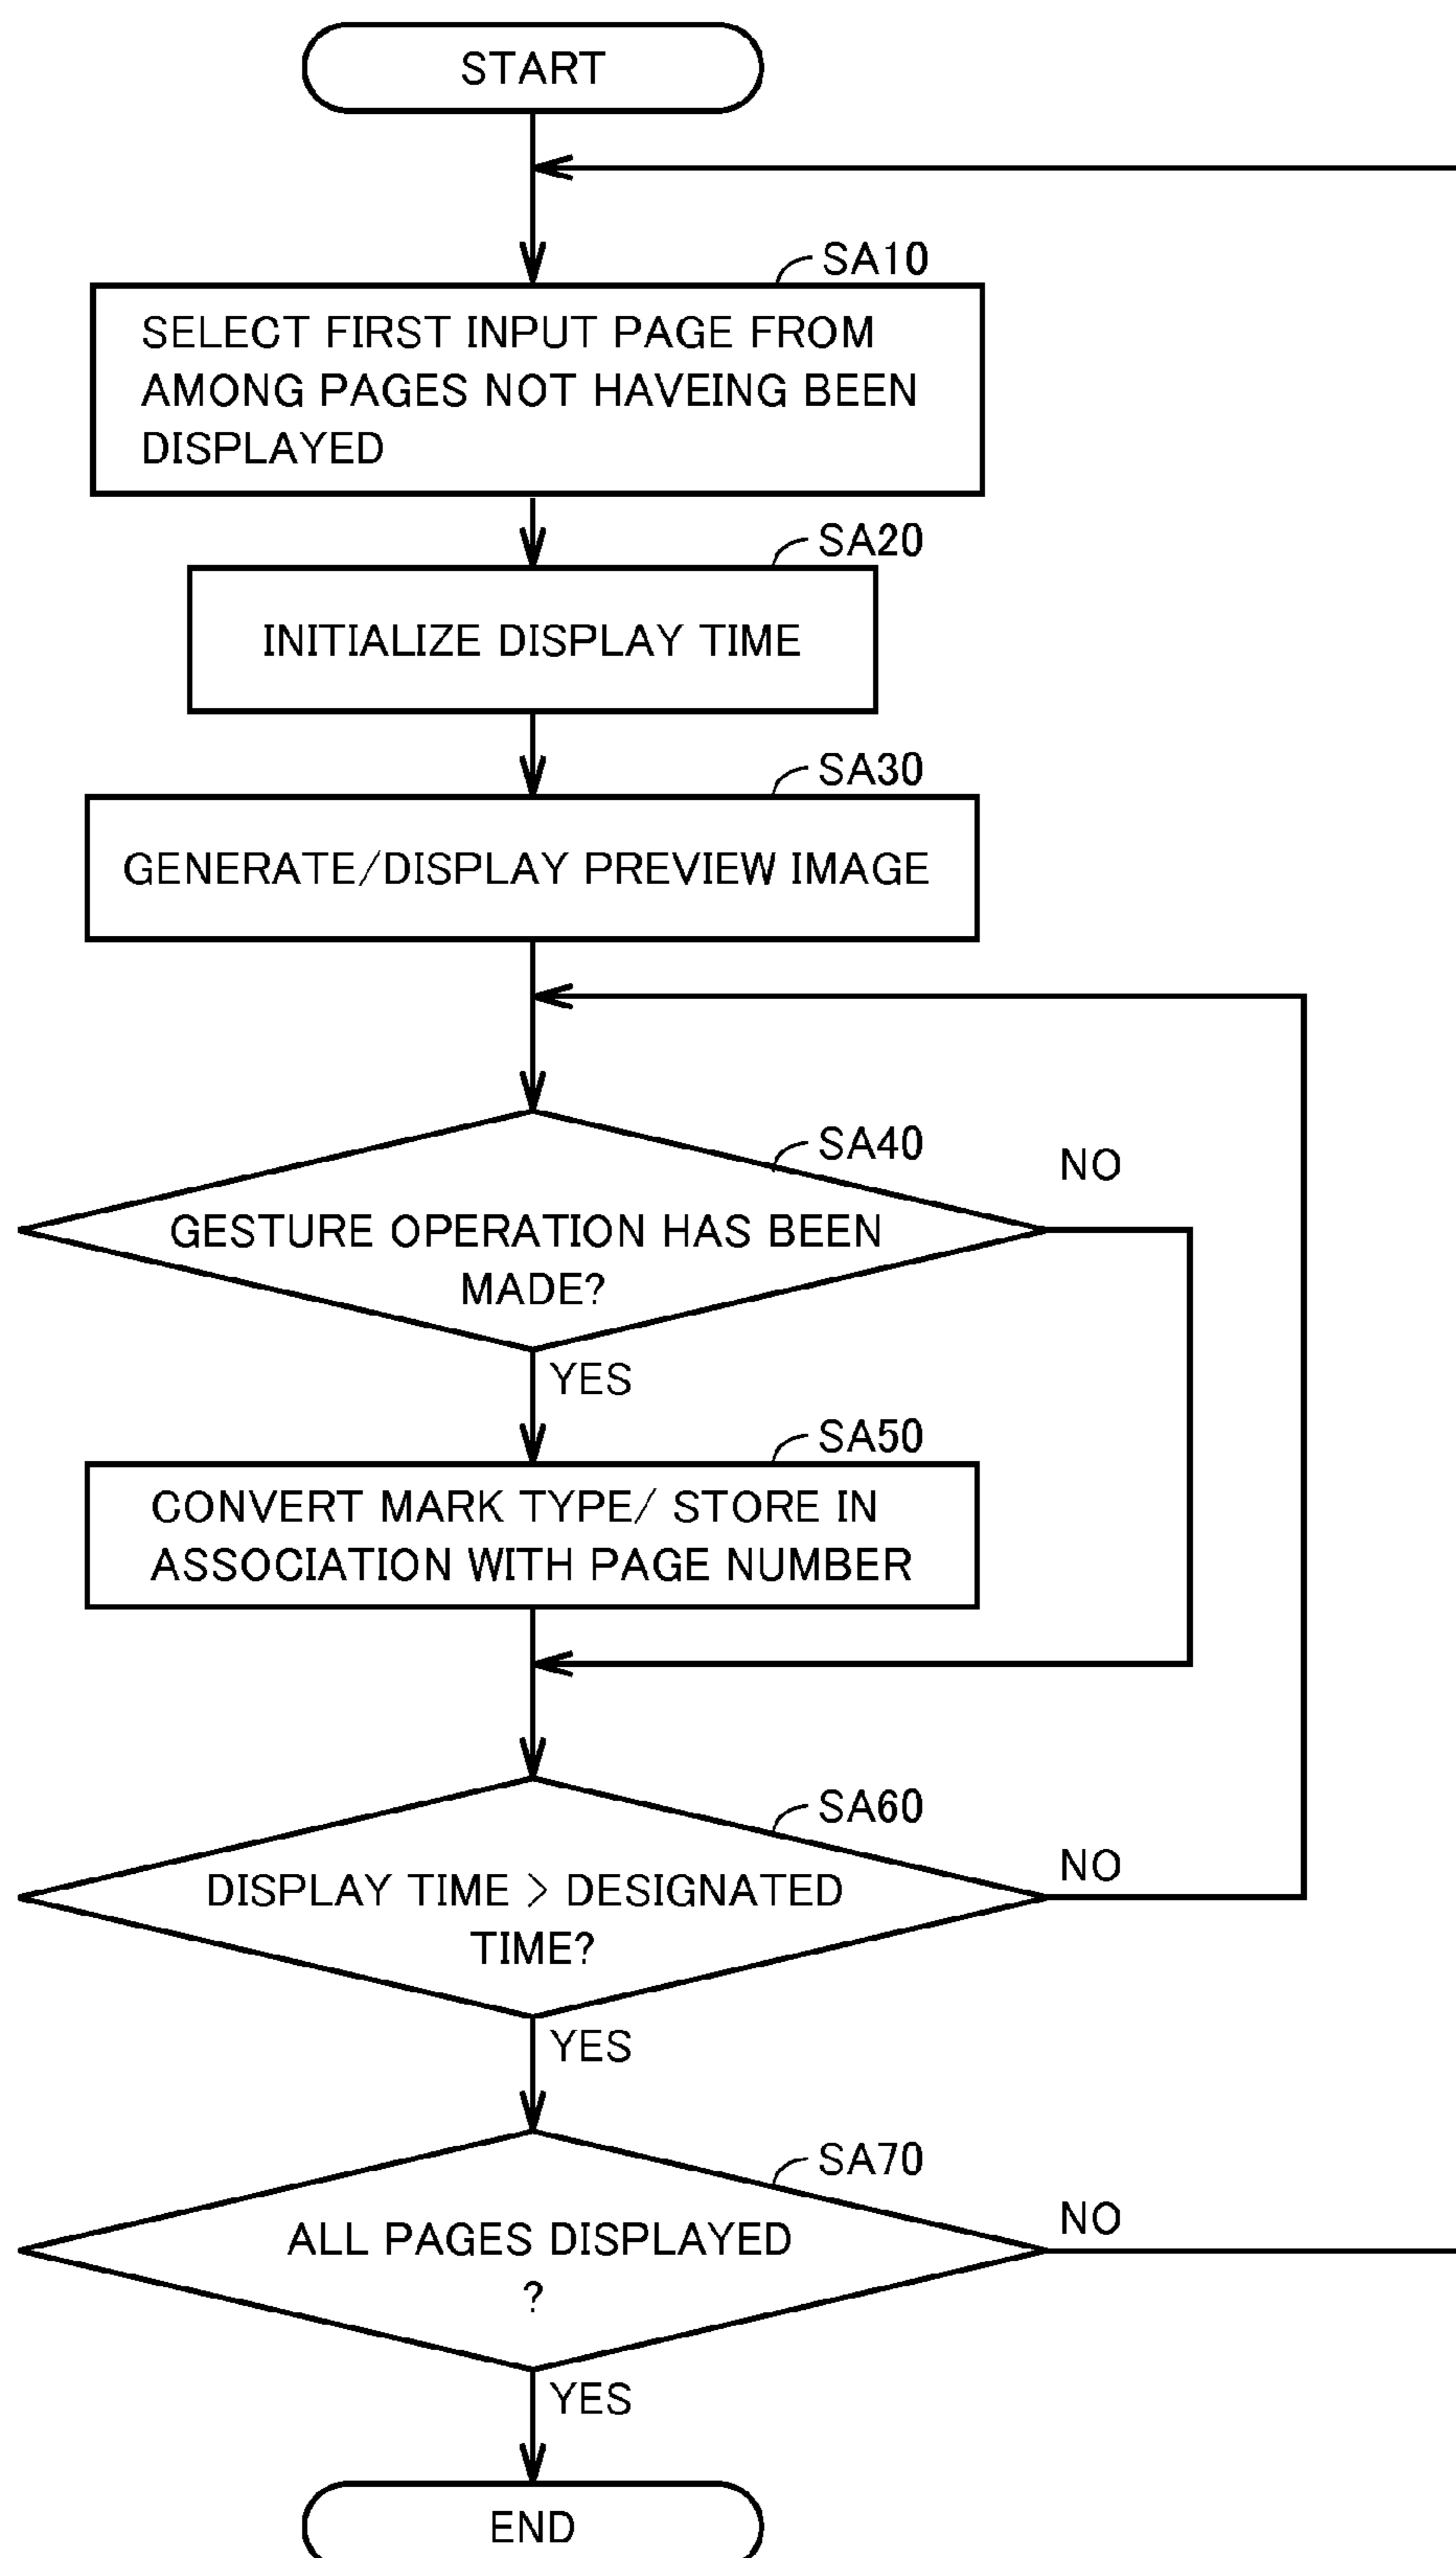 START
SA10
SELECT FIRST INPUT PAGE FROM
AMONG PAGES NOT HAVEING BEEN
DISPLAYED
SA20
INITIALIZE DISPLAY TIME
SA30
GENERATE/DISPLAY PREVIEW IMAGE
SA40
NO
GESTURE OPERATION HAS BEEN
MADE?
YES
SA50
CONVERT MARK TYPE/ STORE IN
ASSOCIATION WITH PAGE NUMBER
SA60
NO
DISPLAY TIME > DESIGNATED
TIME?
YES
SA70
NO
ALL PAGES DISPLAYED
?
YES
END